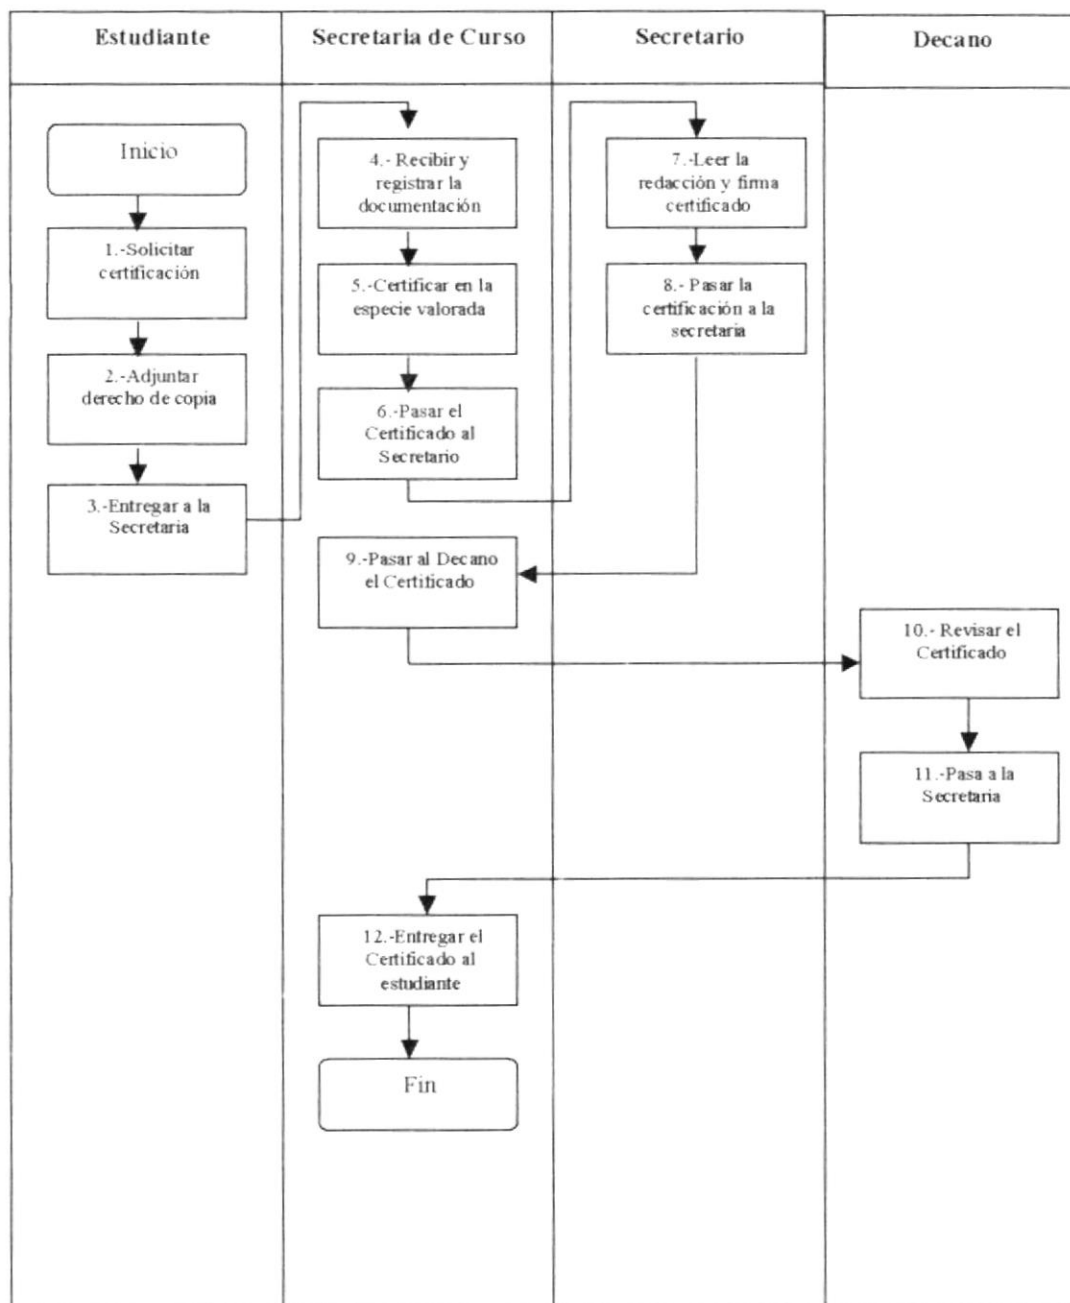 Estudiante
Secretaria de Curso
Secretario
Decano
Inicio
1.-Solicitar
certificación
2.-Adjuntar
derecho de copia
3.-Entregar a la
Secretaria
4.- Recibir y
registrar la
documentación
5.-Certificar en la
especie valorada
6.-Pasar el
Certificado al
Secretario
7.-Leer la
redacción y firma
certificado
8.- Pasar la
certificación a la
secretaria
9.-Pasar al Decano
el Certificado
10.- Revisar el
Certificado
11.-Pasa a la
Secretaria
12.-Entregar el
Certificado al
estudiante
Fin